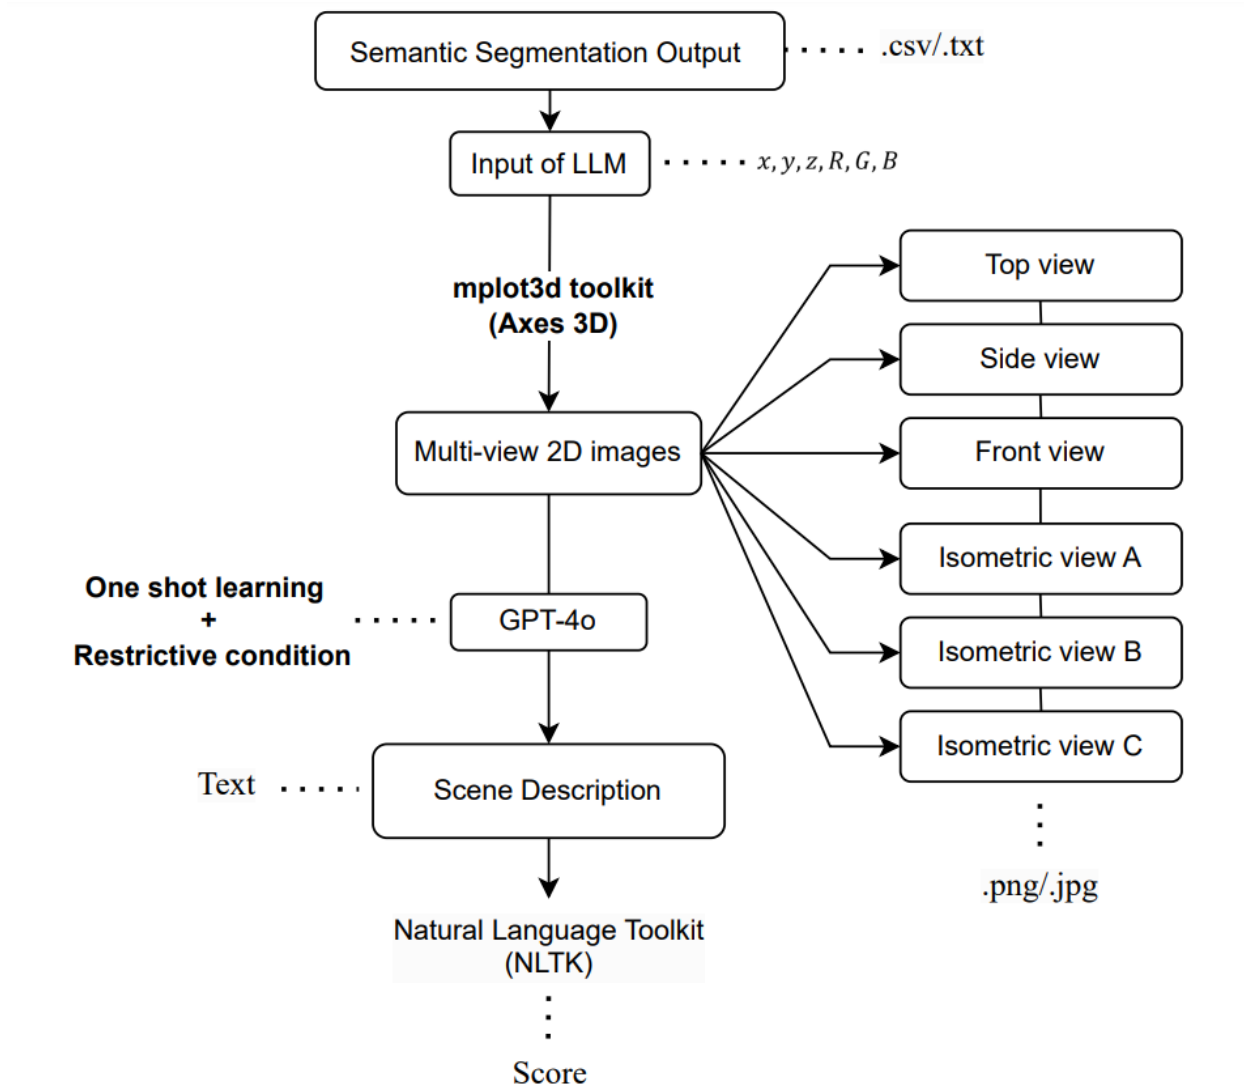 Semantic Segmentation Output
.csv/.txt
Input of LLM
x, y, z, R, G, B
mplot3d toolkit
(Axes 3D)
Multi-view 2D images
Top view
Side view
Front view
Isometric view A
Isometric view B
Isometric view C
.png/.jpg
One shot learning
+
Restrictive condition
GPT-4o
Text
Scene Description
Natural Language Toolkit
(NLTK)
Score